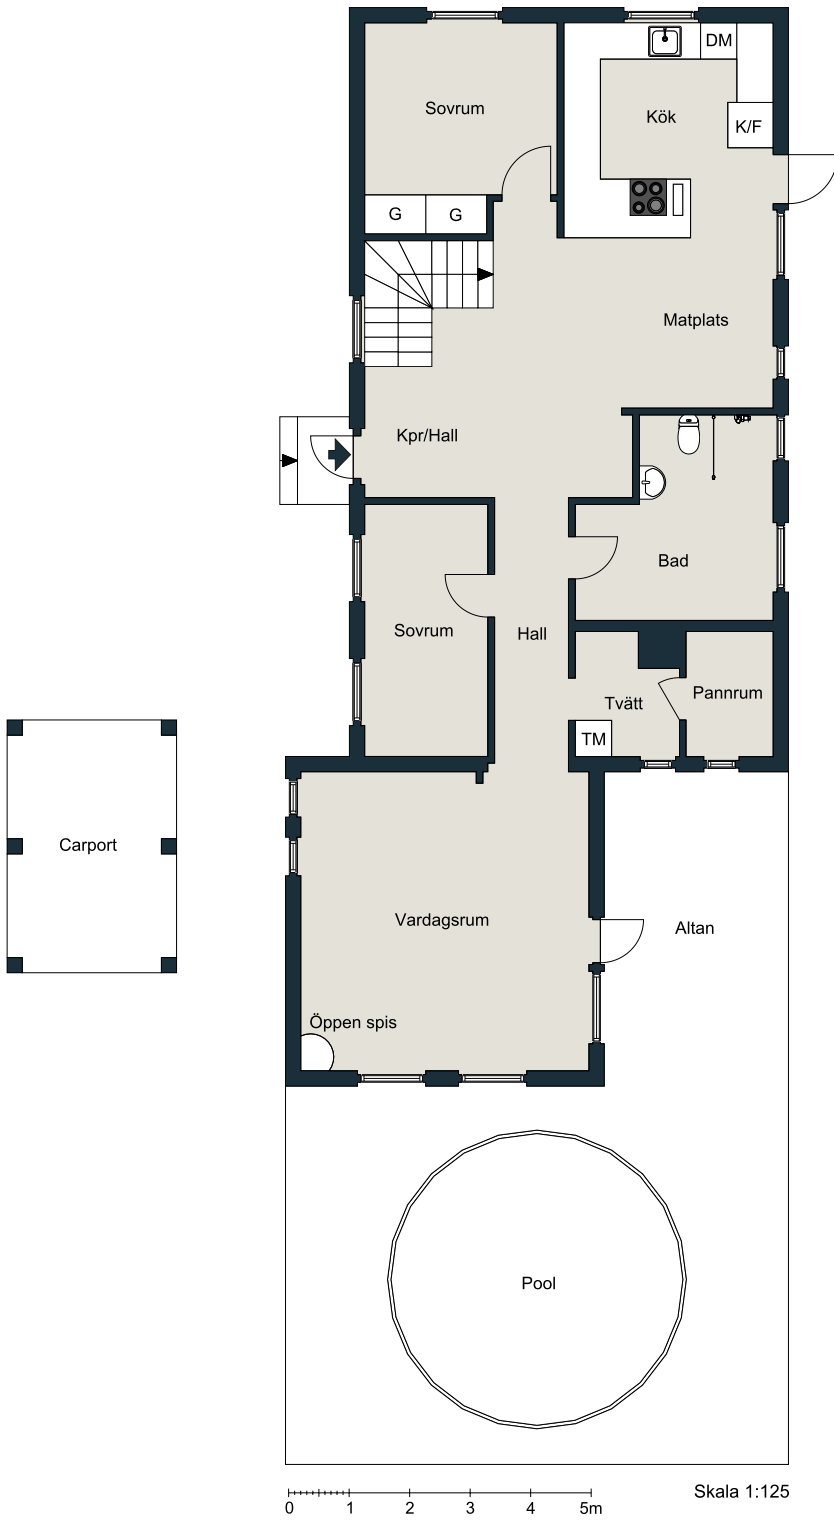 DM
Sovrum
Kök
K/F
G
G
Matplats
Kpr/Hall
Bad
Sovrum
Hall
Pannrum
Tvätt
TM
Carport
Vardagsrum
Altan
Öppen spis
Pool
Skala 1:125
0 1 2 3 4 5m